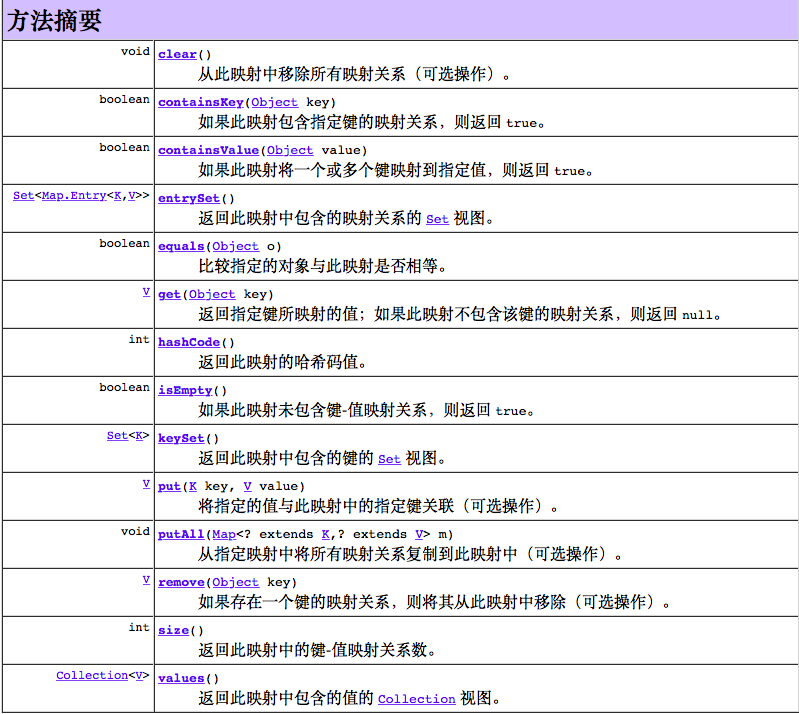 方法摘要
void clear()
从此映射中移除所有映射关系（可选操作）。
boolean containsKey(Object key)
如果此映射包含指定键的映射关系，则返回 true。
boolean containsValue(Object value)
如果此映射将一个或多个键映射到指定值，则返回 true。
Set<Map.Entry<K,V>> entrySet()
返回此映射中包含的映射关系的 Set 视图。
boolean equals(Object o)
比较指定的对象与此映射是否相等。
V get(Object key)
返回指定键所映射的值；如果此映射不包含该键的映射关系，则返回 null。
int hashCode()
返回此映射的哈希码值。
boolean isEmpty()
如果此映射未包含键-值映射关系，则返回 true。
Set<K> keySet()
返回此映射中包含的键的 Set 视图。
V put(K key, V value)
将指定的值与此映射中的指定键关联（可选操作）。
void putAll(Map<? extends K,? extends V> m)
从指定映射中将所有映射关系复制到此映射中（可选操作）。
V remove(Object key)
如果存在一个键的映射关系，则将其从此映射中移除（可选操作）。
int size()
返回此映射中的键-值映射关系数。
Collection<V> values()
返回此映射中包含的值的 Collection 视图。